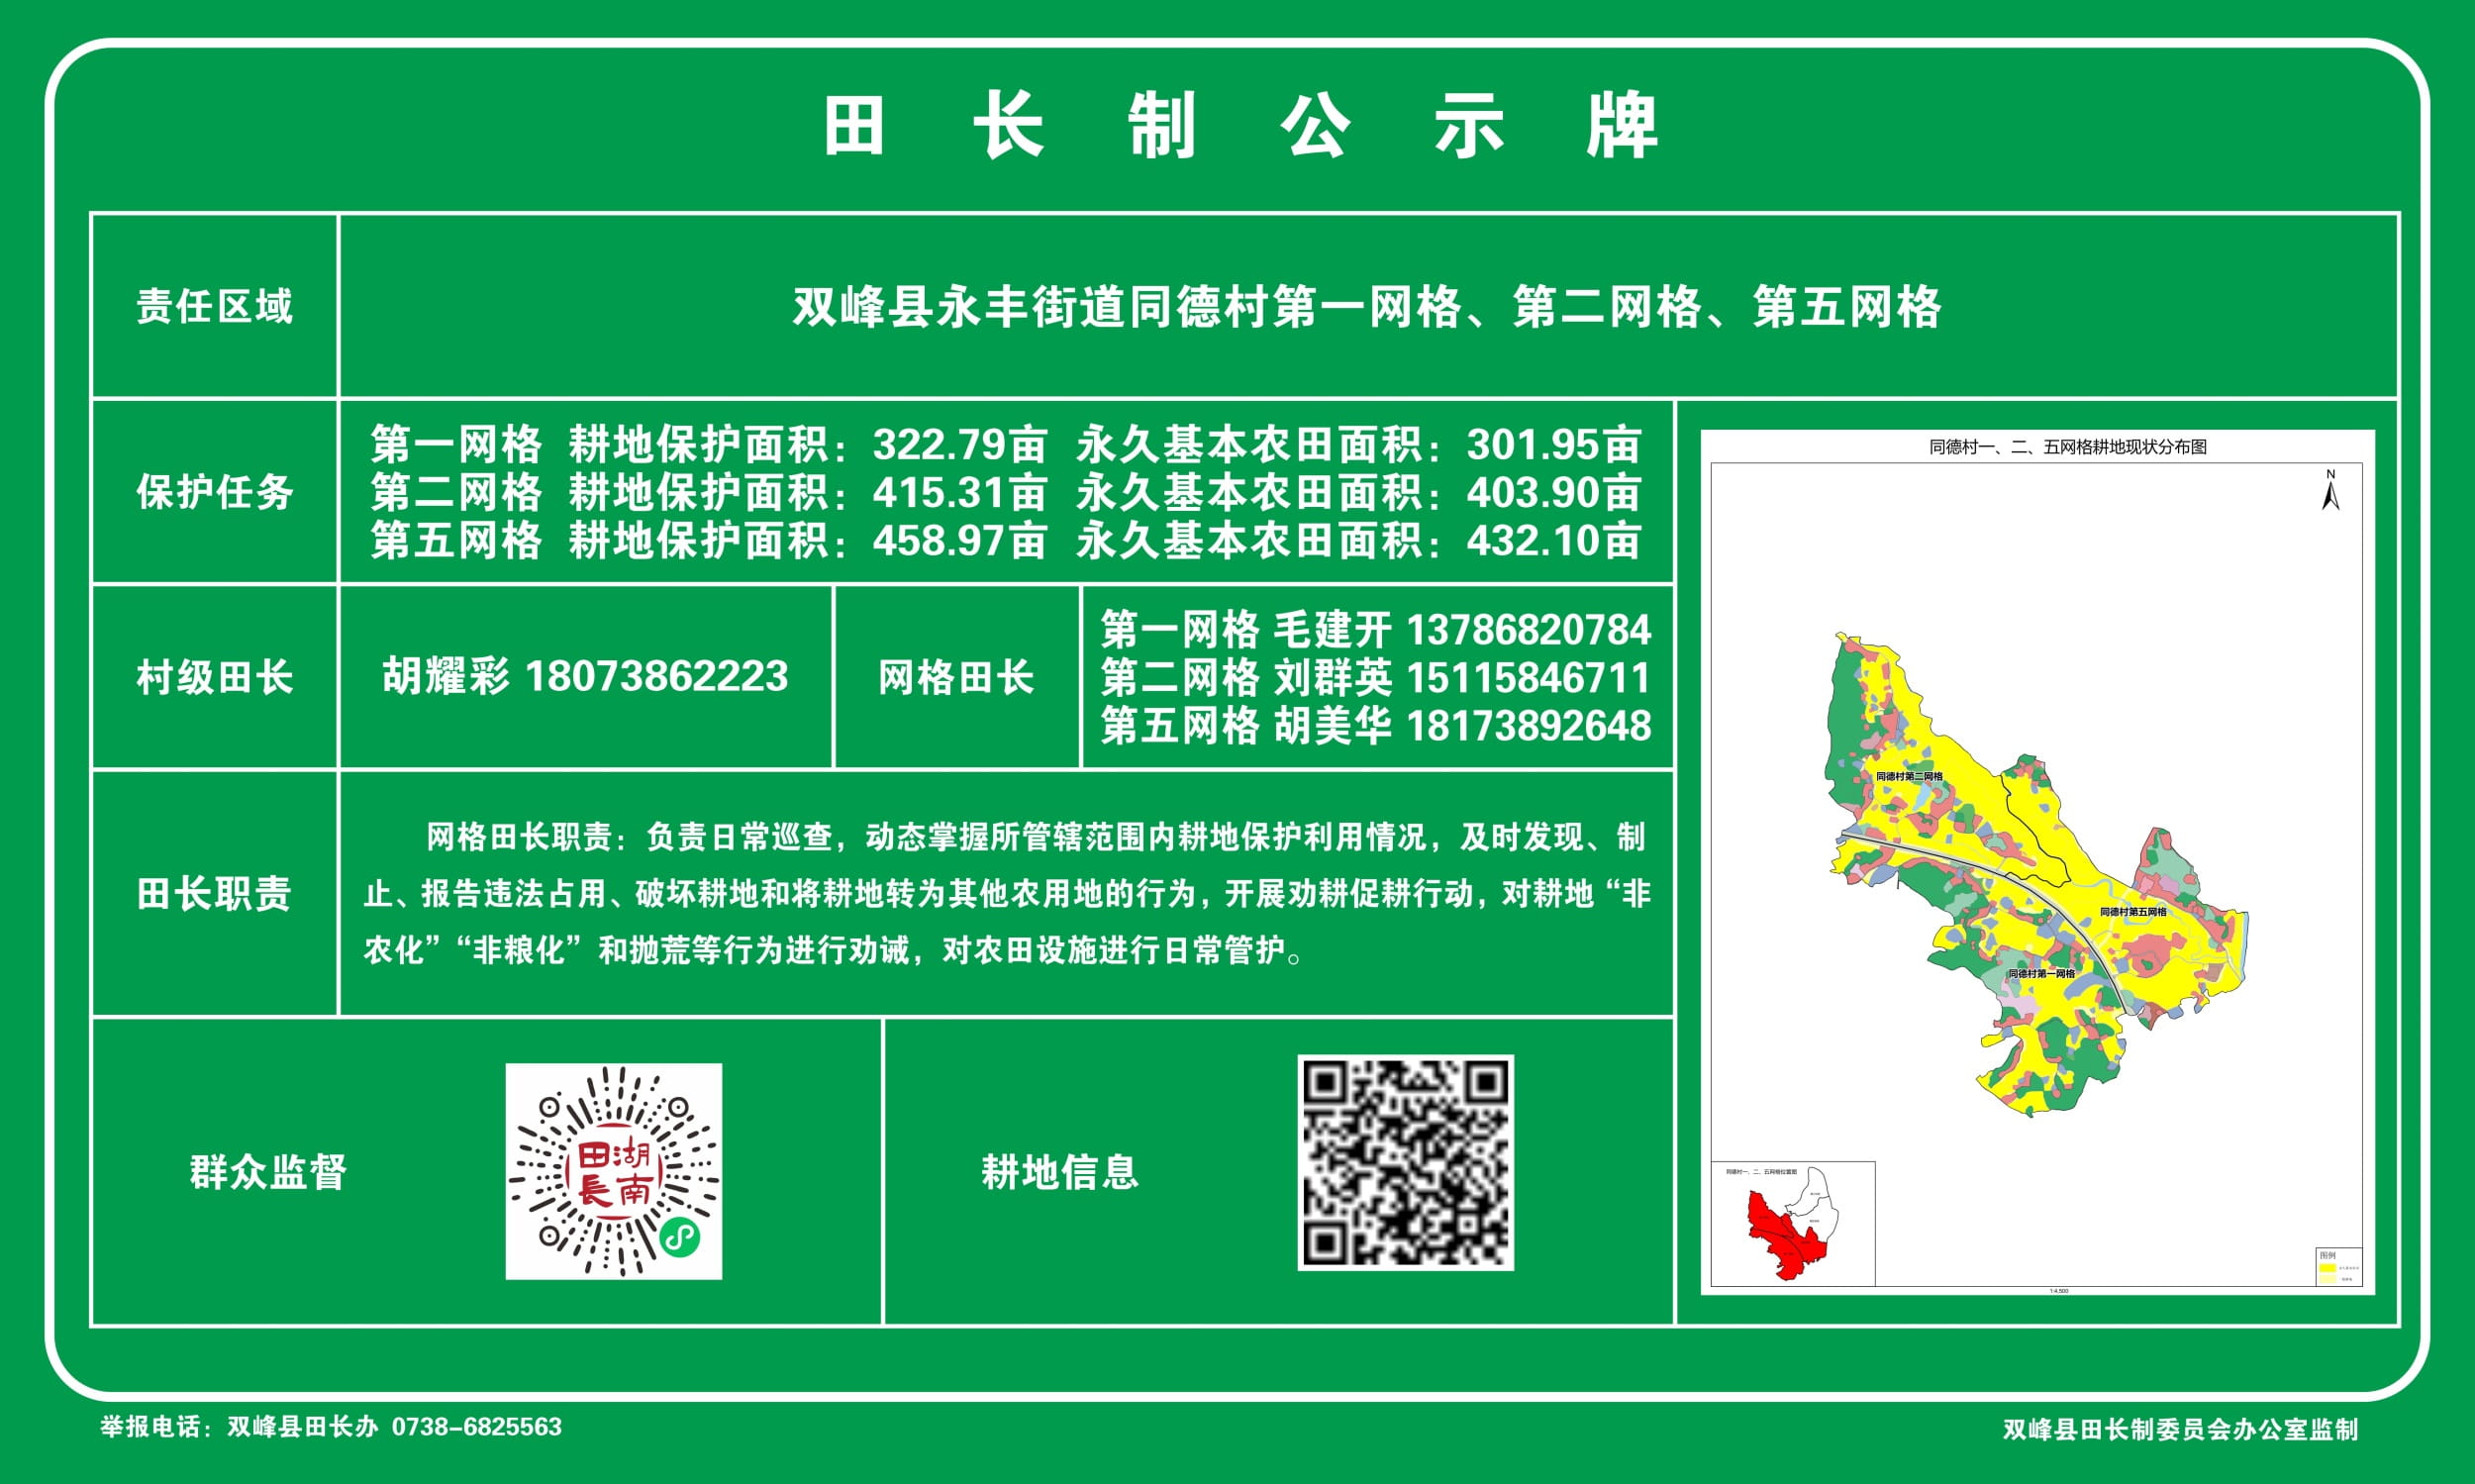 田长制公示牌
责任区域
双峰县永丰街道同德村第一网格、第二网格、第五网格
保护任务
第一网格 耕地保护面积：322.79亩 永久基本农田面积：301.95亩
第二网格 耕地保护面积：415.31亩 永久基本农田面积：403.90亩
第五网格 耕地保护面积：458.97亩 永久基本农田面积：432.10亩
村级田长
胡耀彩 18073862223
网格田长
第一网格 毛建开 13786820784
第二网格 刘群英 15115846711
第五网格 胡美华 18173892648
田长职责
网格田长职责：负责日常巡查，动态掌握所管辖范围内耕地保护利用情况，及时发现、制
止、报告违法占用、破坏耕地和将耕地转为其他农用地的行为，开展劝耕促耕行动，对耕地“非
农化”“非粮化”和抛荒等行为进行劝诫，对农田设施进行日常管护。
群众监督
湖南
田長
耕地信息
同德村一、二、五网格耕地现状分布图
N
同德村第二网格
同德村第五网格
同德村第一网格
同德村一、二、五网格位置图
图例
1:4,500
举报电话：双峰县田长办 0738-6825563
双峰县田长制委员会办公室监制